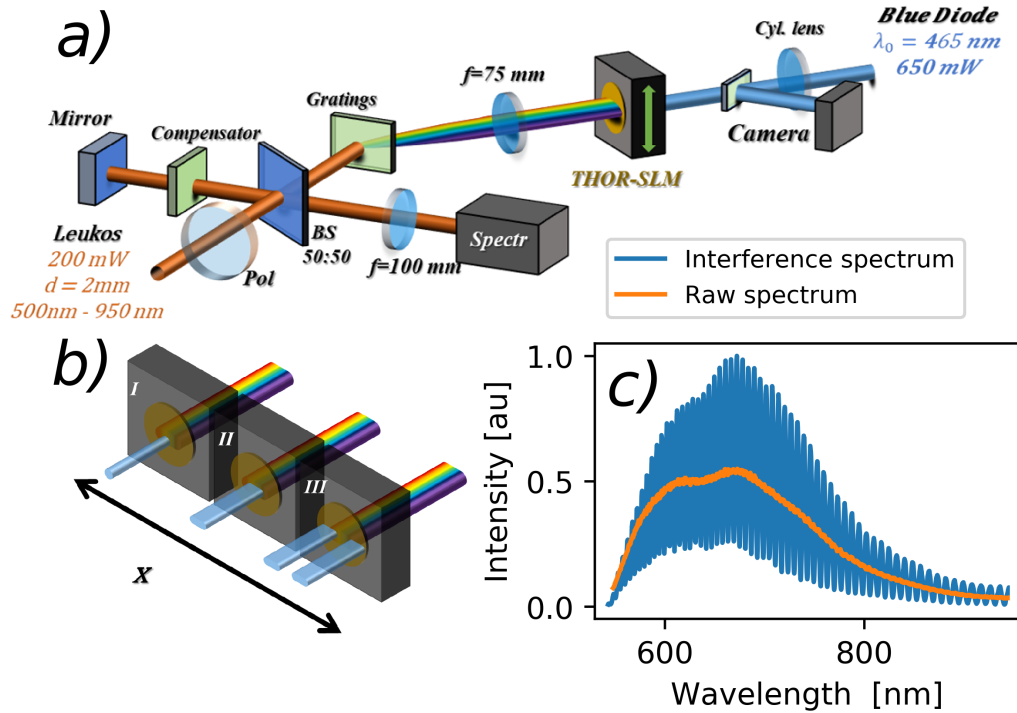 a)
Blue Diode
λ₀ = 465 nm
650 mW
Cyl. lens
f=75 mm
Gratings
Mirror
Compensator
Camera
THOR-SLM
Leukos
200 mW
d = 2mm
500nm - 950 nm
Pol
BS
50:50
f=100 mm
Spectr
Interference spectrum
Raw spectrum
b)
I
II
III
X
c)
1.0
0.5
0.0
Intensity [au]
600
800
Wavelength [nm]